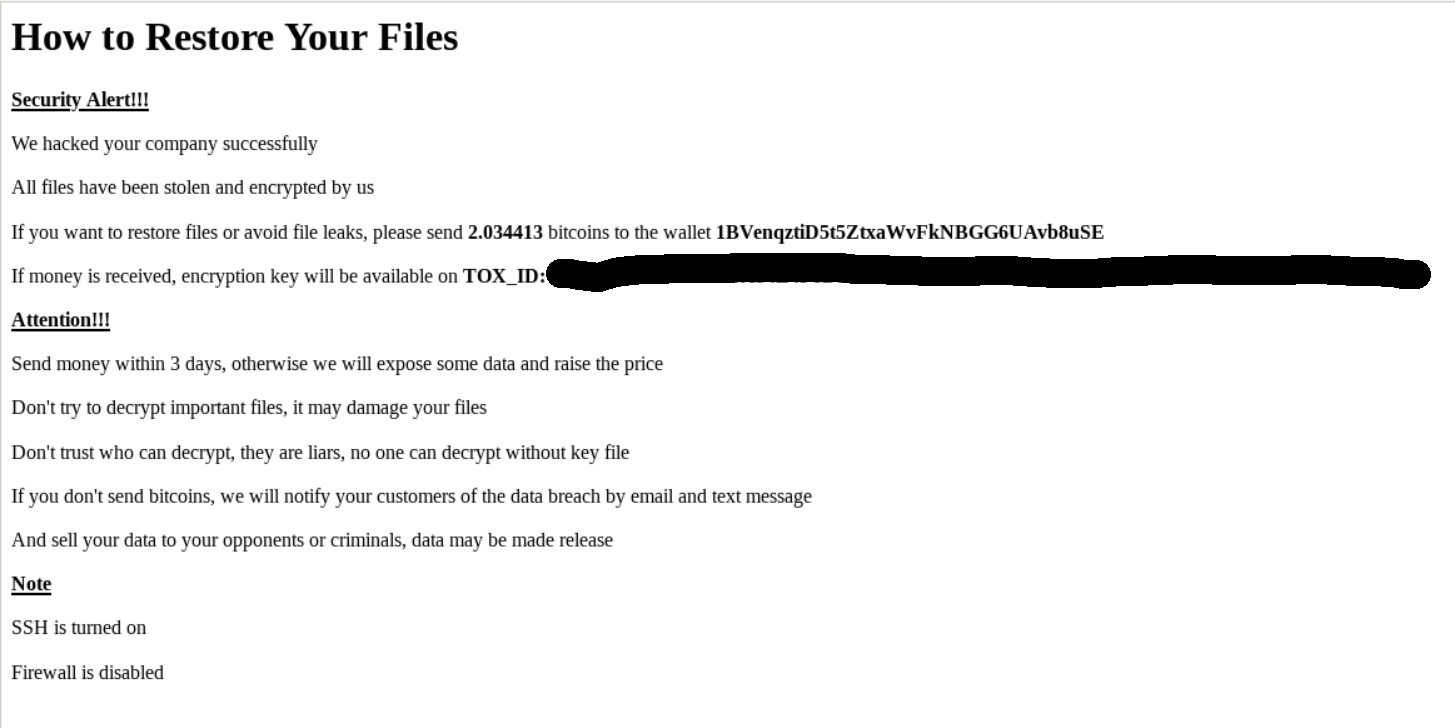 How to Restore Your Files
Security Alert!!!
We hacked your company successfully
All files have been stolen and encrypted by us
If you want to restore files or avoid file leaks, please send 2.034413 bitcoins to the wallet 1BVenqztiD5t5ZtxaWvFkNBGG6UAvb8uSE
If money is received, encryption key will be available on TOX_ID:
Attention!!!
Send money within 3 days, otherwise we will expose some data and raise the price
Don't try to decrypt important files, it may damage your files
Don't trust who can decrypt, they are liars, no one can decrypt without key file
If you don't send bitcoins, we will notify your customers of the data breach by email and text message
And sell your data to your opponents or criminals, data may be made release
Note
SSH is turned on
Firewall is disabled